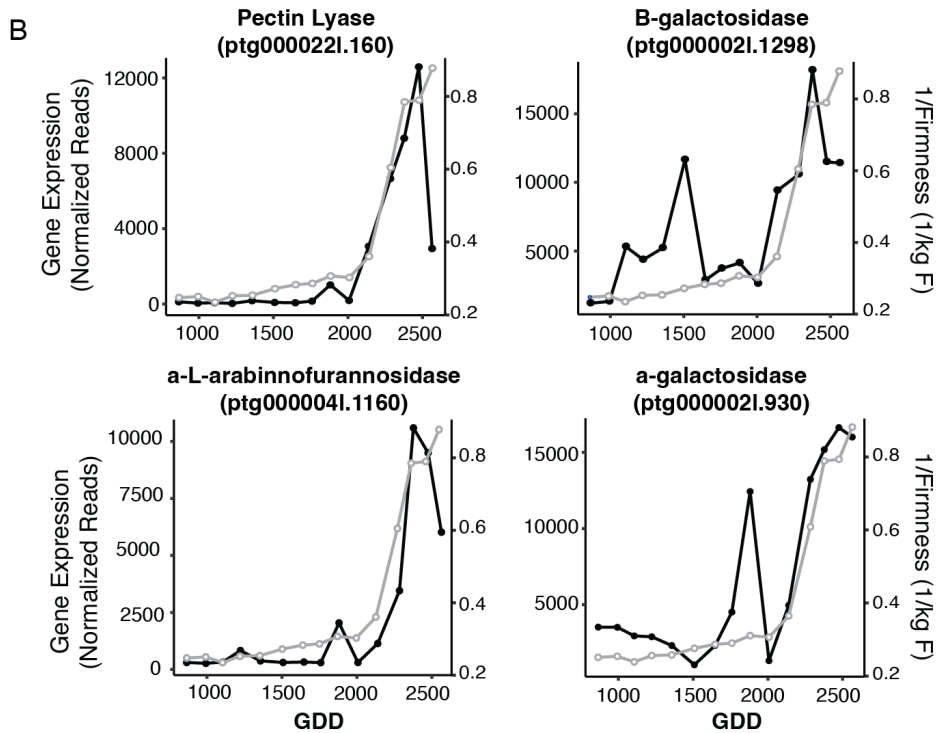 B
Pectin Lyase
(ptg000022l.160)
B-galactosidase
(ptg000002l.1298)
Gene Expression
(Normalized Reads)
12000
8000
4000
0
0.8
0.6
0.4
0.2
1000 1500 2000 2500
15000
10000
5000
0.8
0.6
0.4
0.2
1000 1500 2000 2500
1/Firmness (1/kg F)
a-L-arabinnofurannosidase
(ptg000004l.1160)
a-galactosidase
(ptg000002l.930)
Gene Expression
(Normalized Reads)
10000
7500
5000
2500
0
0.8
0.6
0.4
0.2
1000 1500 2000 2500
GDD
15000
10000
5000
0.8
0.6
0.4
0.2
1000 1500 2000 2500
GDD
1/Firmness (1/kg F)